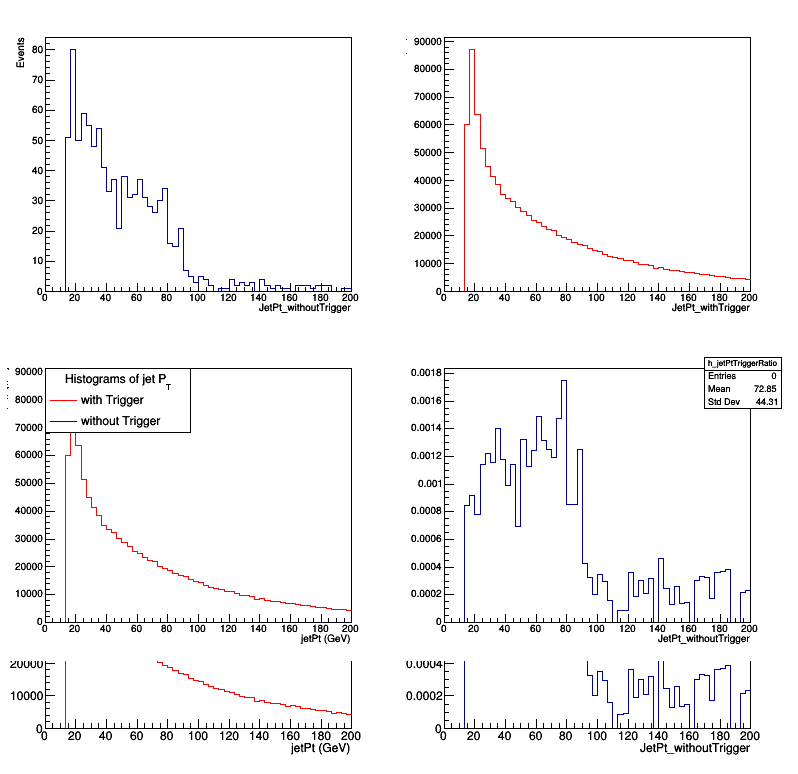 Events
80
70
60
50
40
30
20
10
0
0 20 40 60 80 100 120 140 160 180 200
JetPt_withoutTrigger
90000
80000
70000
60000
50000
40000
30000
20000
10000
0
0 20 40 60 80 100 120 140 160 180 200
JetPt_withTrigger
90000
80000
70000
60000
50000
40000
30000
20000
10000
0
Histograms of jet P_T
with Trigger
without Trigger
0 20 40 60 80 100 120 140 160 180 200
jetPt (GeV)
h_jetPtTriggerRatio
Entries 0
Mean 72.85
Std Dev 44.31
0.0018
0.0016
0.0014
0.0012
0.001
0.0008
0.0006
0.0004
0.0002
0
0 20 40 60 80 100 120 140 160 180 200
JetPt_withoutTrigger
20000
10000
0
0 20 40 60 80 100 120 140 160 180 200
jetPt (GeV)
0.0004
0.0002
0
0 20 40 60 80 100 120 140 160 180 200
JetPt_withoutTrigger